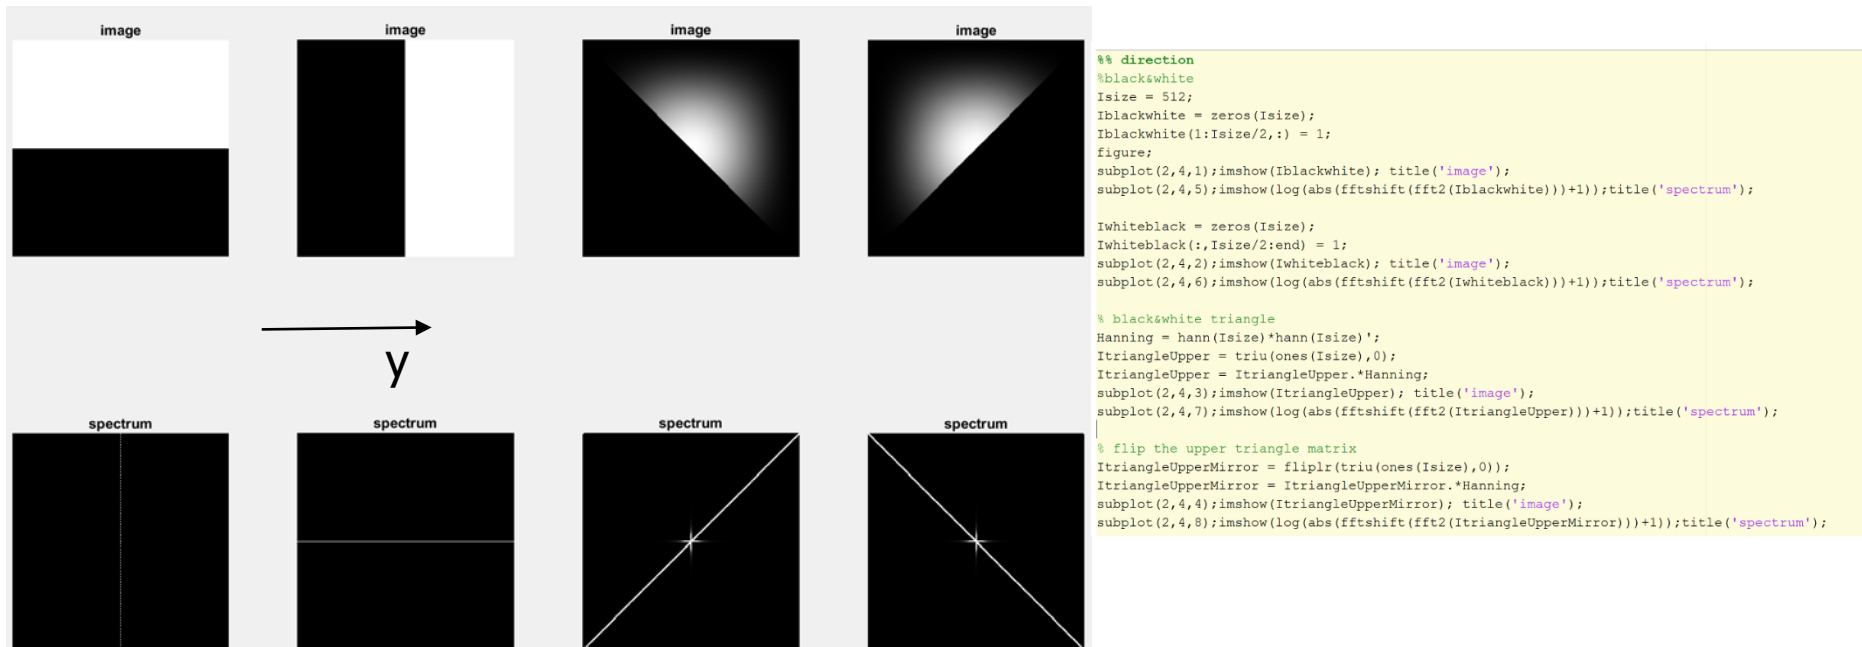 image
image
image
image
y
spectrum
spectrum
spectrum
spectrum
%% direction
%black&white
Isize = 512;
Iblackwhite = zeros(Isize);
Iblackwhite(1:Isize/2,:) = 1;
figure;
subplot(2,4,1);imshow(Iblackwhite); title('image');
subplot(2,4,5);imshow(log(abs(fftshift(fft2(Iblackwhite)))+1));title('spectrum');
Iwhiteblack = zeros(Isize);
Iwhiteblack(:,Isize/2:end) = 1;
subplot(2,4,2);imshow(Iwhiteblack); title('image');
subplot(2,4,6);imshow(log(abs(fftshift(fft2(Iwhiteblack)))+1));title('spectrum');
% black&white triangle
Hanning = hann(Isize)*hann(Isize)';
ItriangleUpper = triu(ones(Isize),0);
ItriangleUpper = ItriangleUpper.*Hanning;
subplot(2,4,3);imshow(ItriangleUpper); title('image');
subplot(2,4,7);imshow(log(abs(fftshift(fft2(ItriangleUpper)))+1));title('spectrum');
% flip the upper triangle matrix
ItriangleUpperMirror = fliplr(triu(ones(Isize),0));
ItriangleUpperMirror = ItriangleUpperMirror.*Hanning;
subplot(2,4,4);imshow(ItriangleUpperMirror); title('image');
subplot(2,4,8);imshow(log(abs(fftshift(fft2(ItriangleUpperMirror)))+1));title('spectrum');